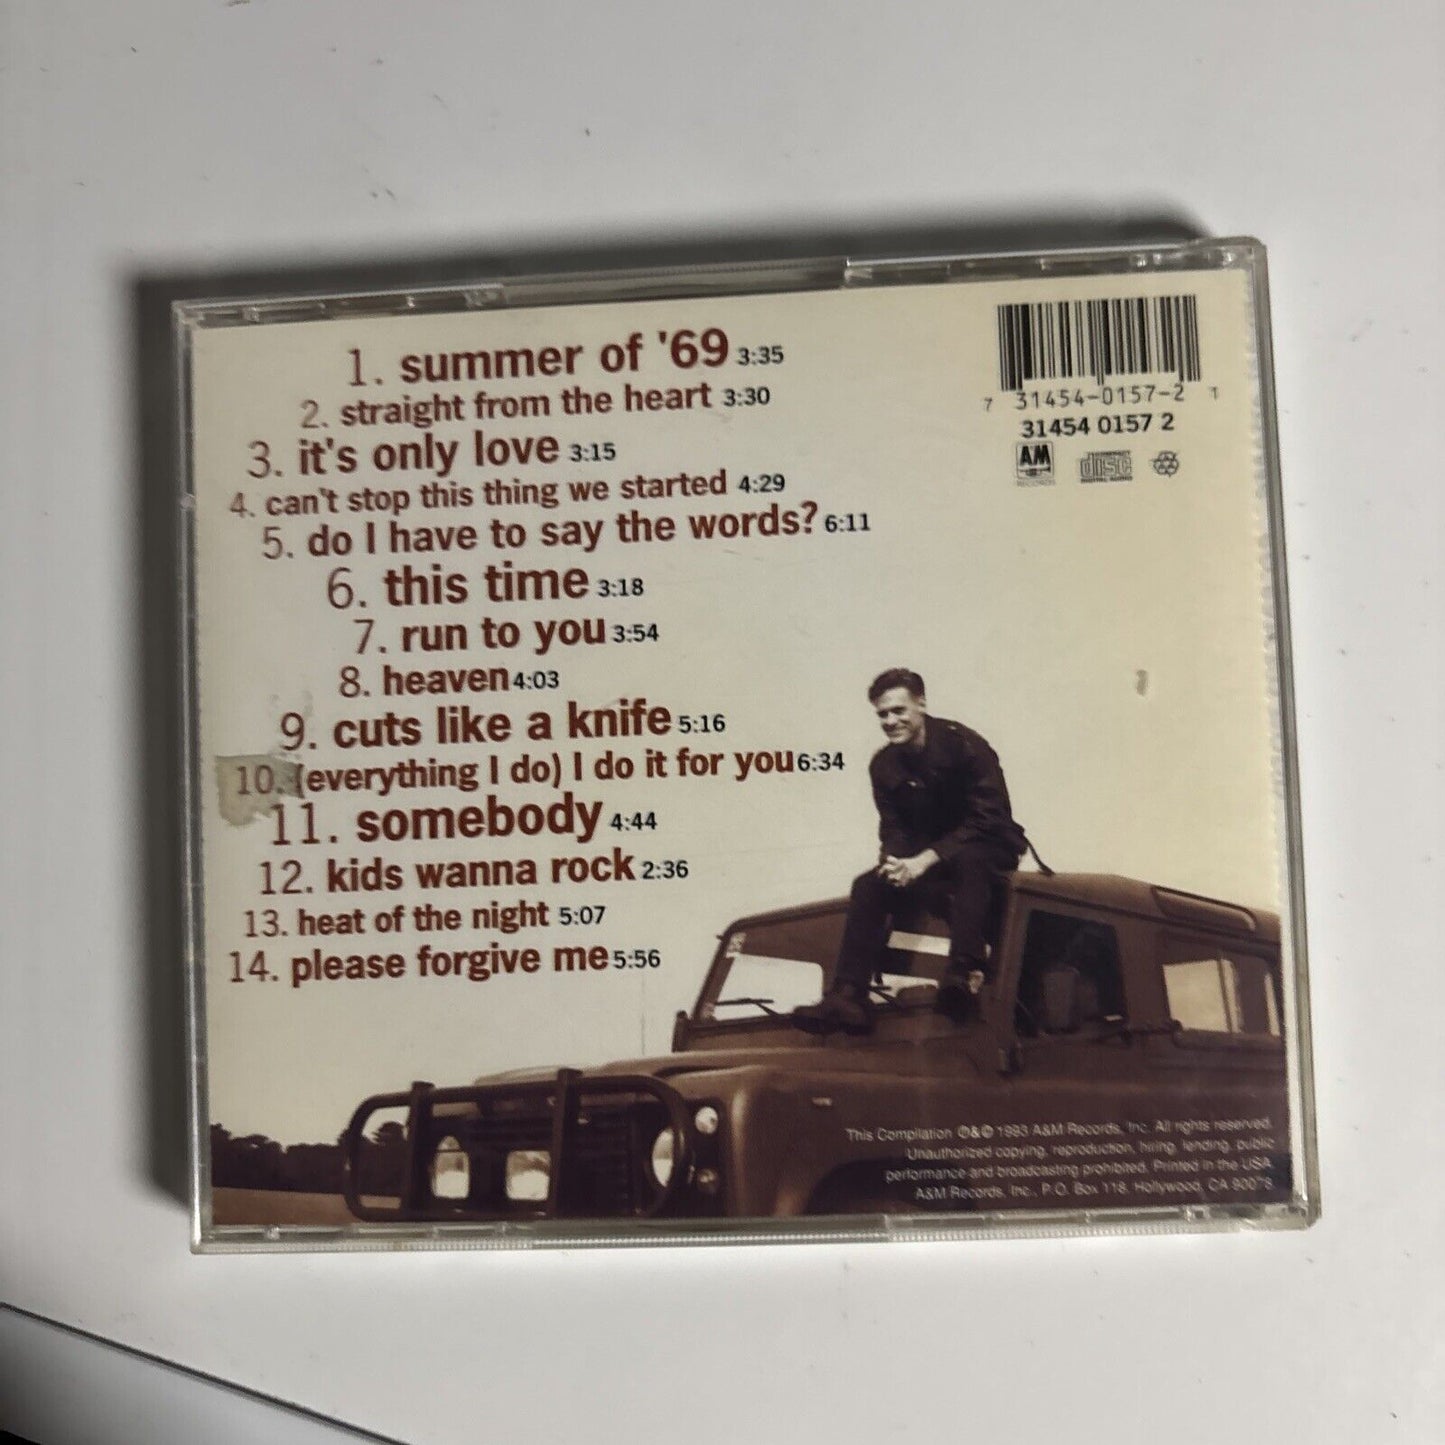 1. summer of '69 3:35
2. straight from the heart 3:30
3. it's only love 3:15
4. can't stop this thing we started 4:29
5. do I have to say the words? 6:11
6. this time 3:18
7. run to you 3:54
8. heaven 4:03
9. cuts like a knife 5:16
10. (everything I do) I do it for you 6:34
11. somebody 4:44
12. kids wanna rock 2:36
13. heat of the night 5:07
14. please forgive me 5:56
7 31454-0157-2 1
31454 0157 2
A&M
RECORDS
COMPACT
disc
DIGITAL AUDIO
This Compilation ℗&© 1993 A&M Records, Inc. All rights reserved.
Unauthorized copying, reproduction, hiring, lending, public
performance and broadcasting prohibited. Printed in the USA
A&M Records, Inc., P.O. Box 118, Hollywood, CA 90078